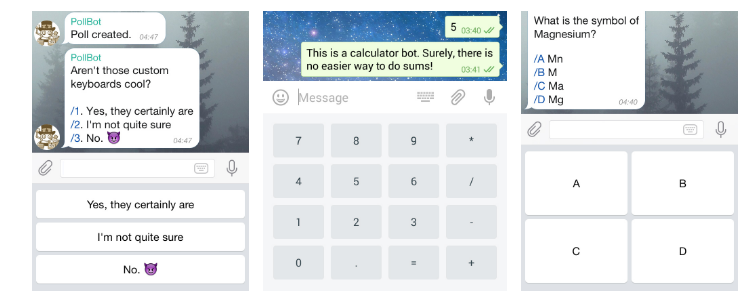 PollBot
Poll created. 04:47
PollBot
Aren't those custom
keyboards cool?
/1. Yes, they certainly are
/2. I'm not quite sure
/3. No. 😈 04:47
Yes, they certainly are
I'm not quite sure
No. 😈
5 03:40
This is a calculator bot. Surely, there is
no easier way to do sums!
03:41
Message
7 8 9 *
4 5 6 /
1 2 3 -
0 . = +
What is the symbol of
Magnesium?
/A Mn
/B M
/C Ma
/D Mg
04:40
A B
C D